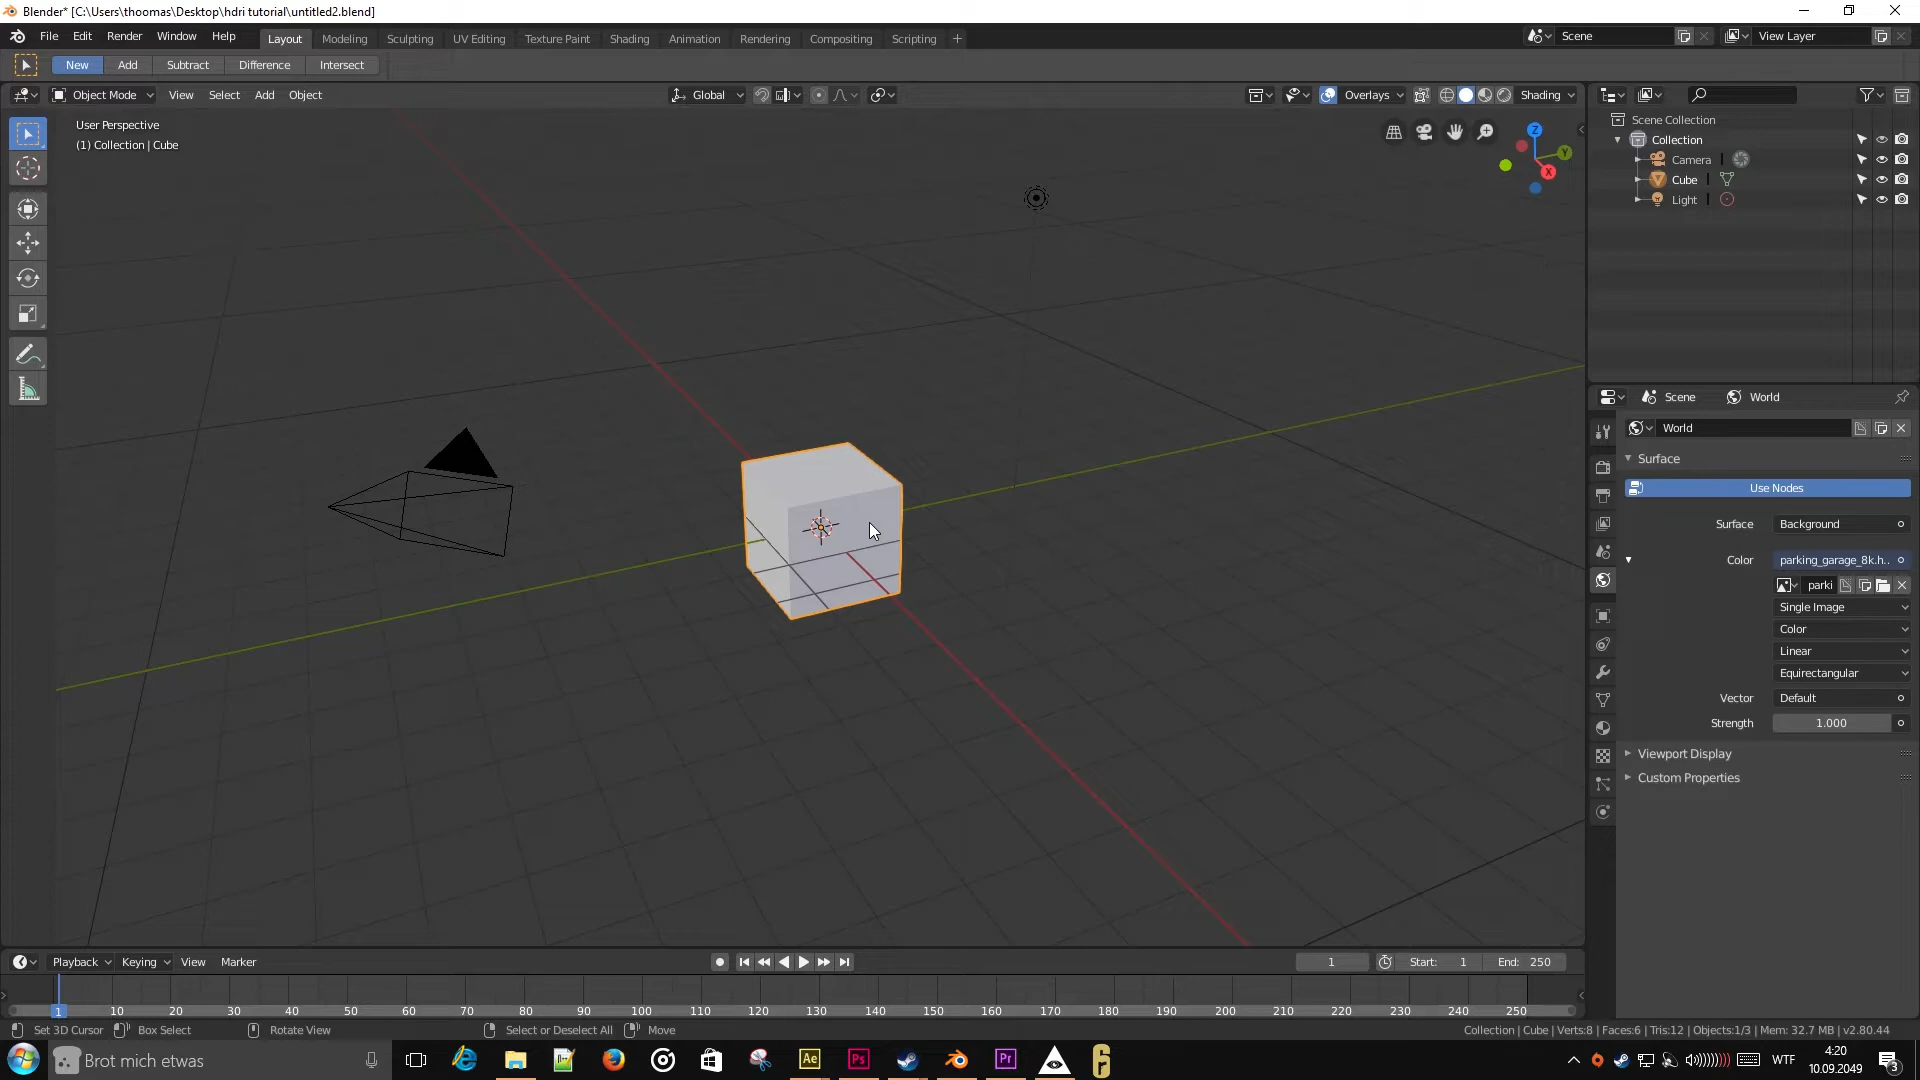 Blender* [C:\Users\thoomas\Desktop\hdri tutorial\untitled2.blend]
File Edit Render Window Help Layout Modeling Sculpting UV Editing Texture Paint Shading Animation Rendering Compositing Scripting + Scene View Layer
New Add Subtract Difference Intersect
Object Mode View Select Add Object Global Overlays Shading
User Perspective
(1) Collection | Cube
Z
Y
X
Scene Collection
Collection
Camera
Cube
Light
Scene World
World
Surface
Use Nodes
Surface Background
Color parking_garage_8k.h..
parki
Single Image
Color
Linear
Equirectangular
Vector Default
Strength 1.000
Viewport Display
Custom Properties
Playback Keying View Marker 1 Start: 1 End: 250
1 10 20 30 40 50 60 70 80 90 100 110 120 130 140 150 160 170 180 190 200 210 220 230 240 250
Set 3D Cursor Box Select Rotate View Select or Deselect All Move Collection | Cube | Verts:8 | Faces:6 | Tris:12 | Objects:1/3 | Mem: 32.7 MB | v2.80.44
Brot mich etwas Ae Ps Pr 6 WTF 4:20
10.09.2049 3